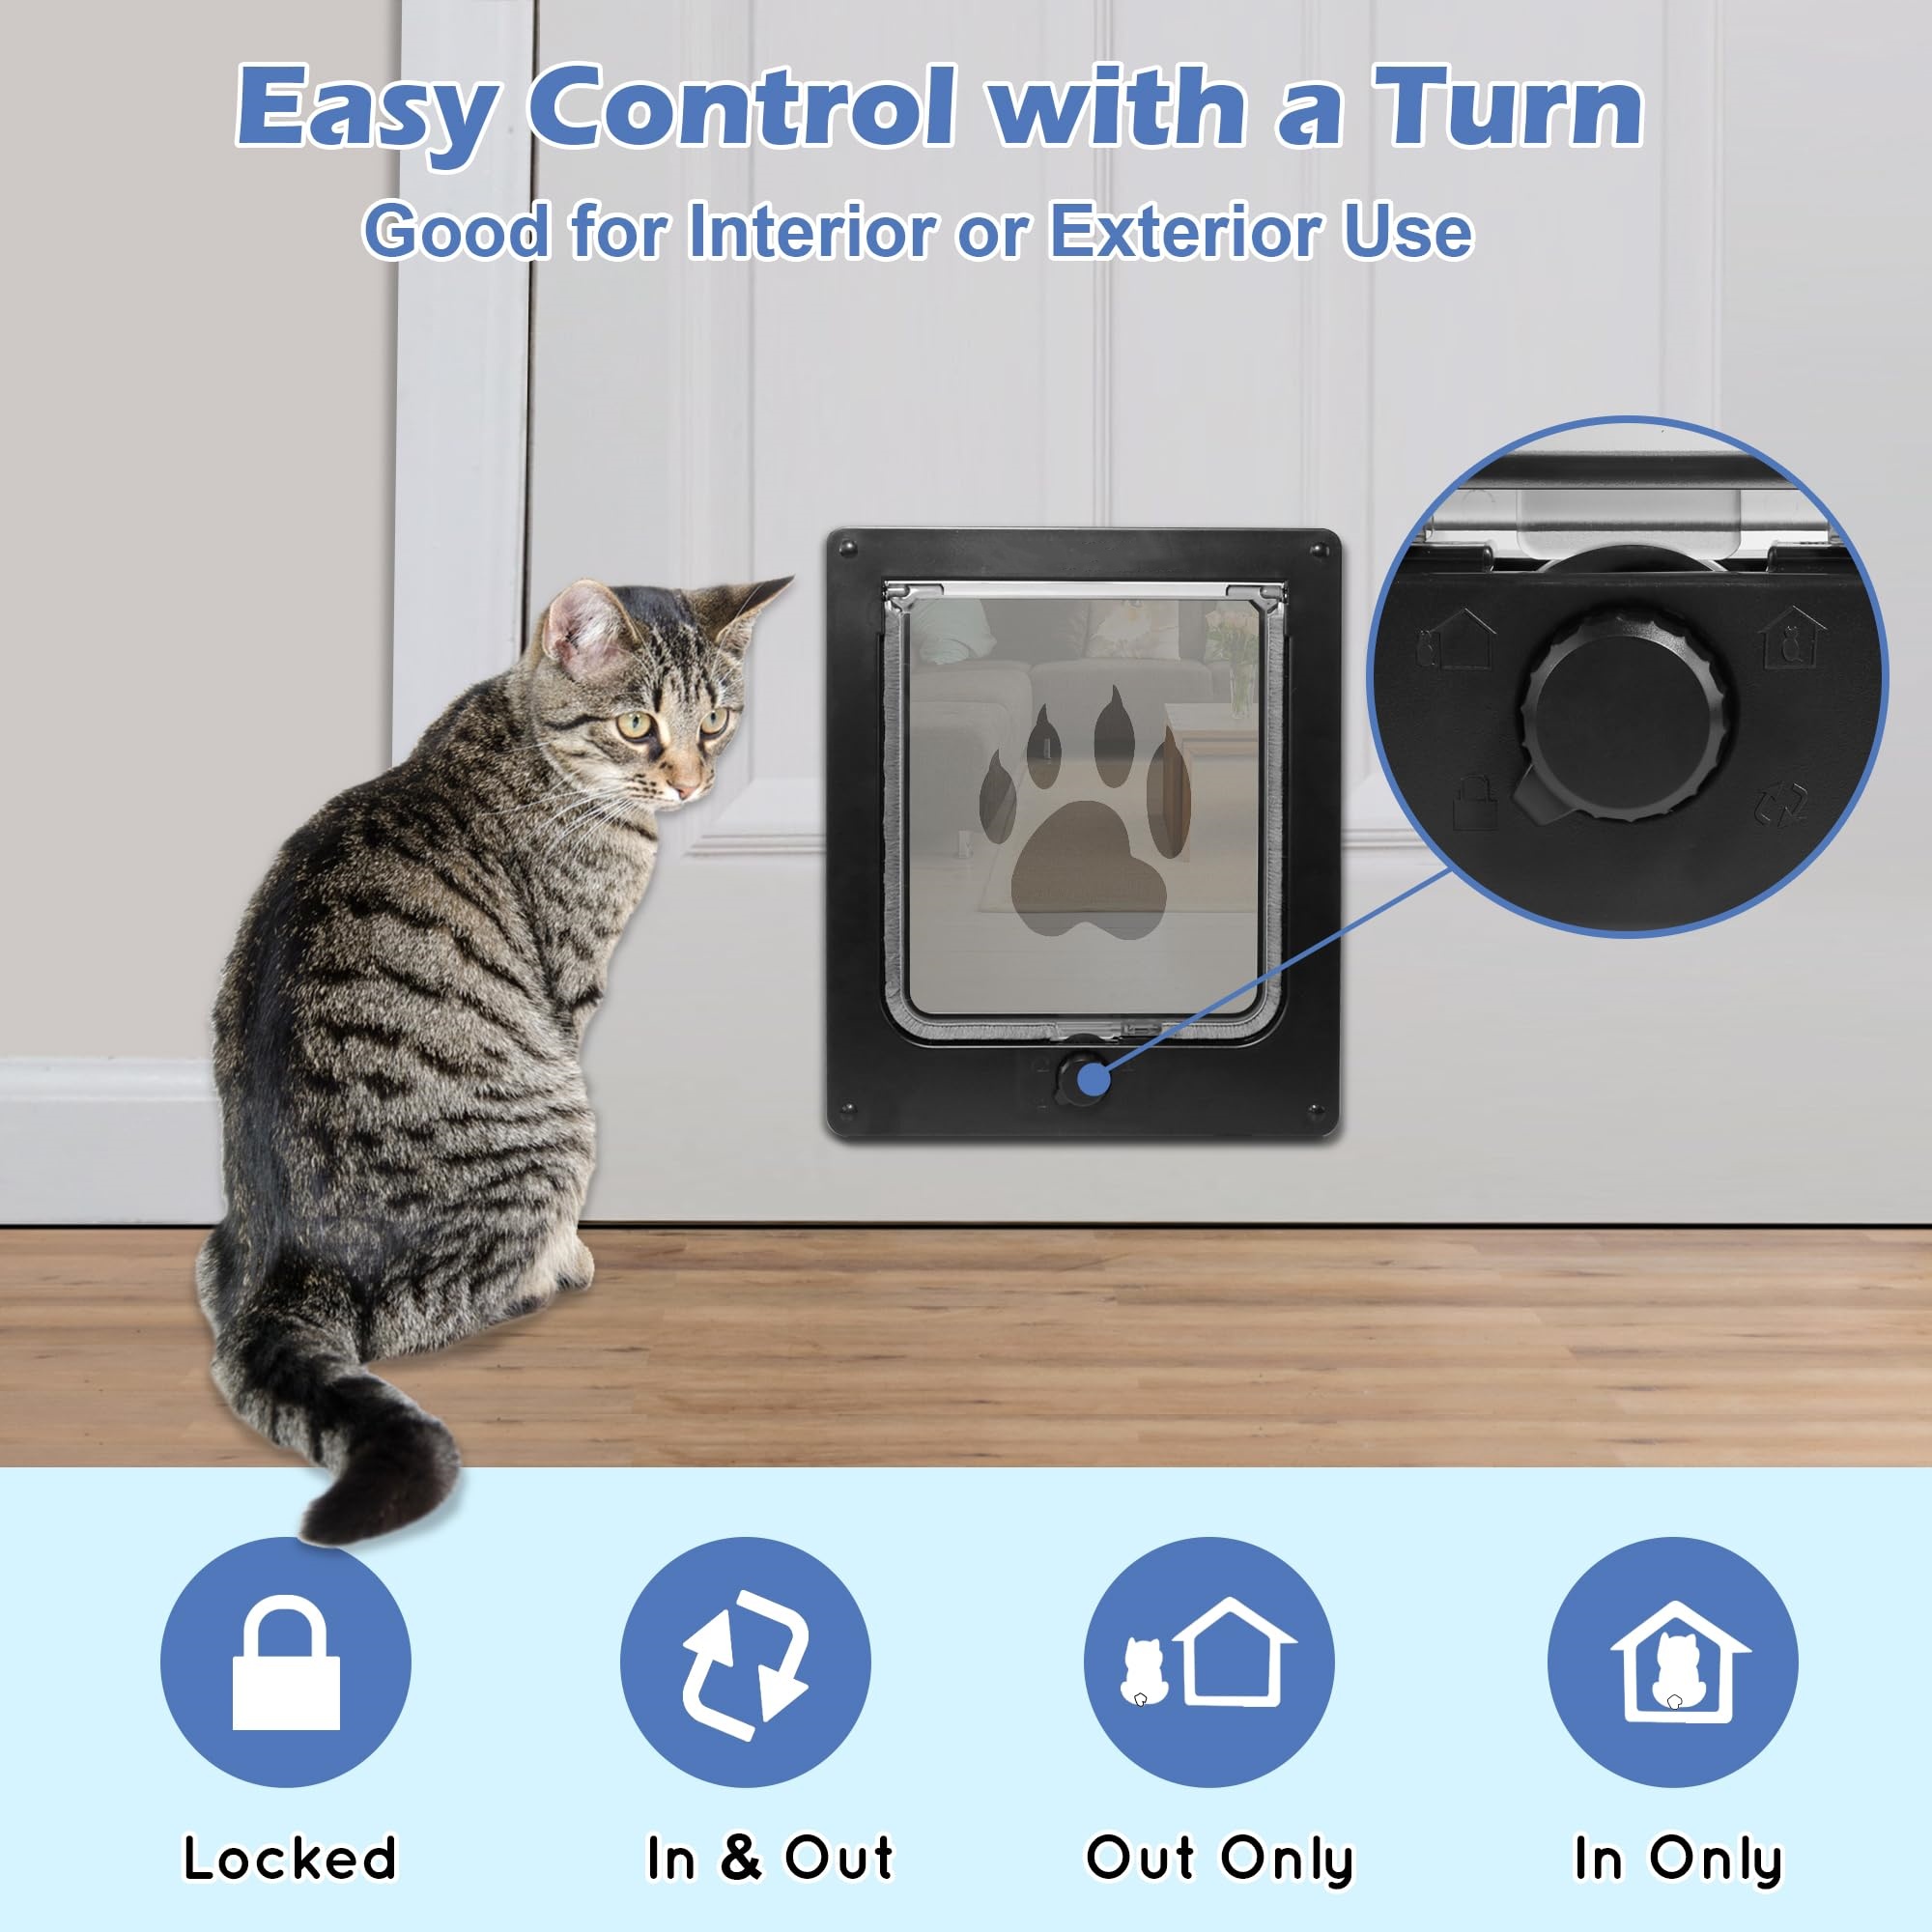 Easy Control with a Turn
Good for Interior or Exterior Use
Locked
In & Out
Out Only
In Only